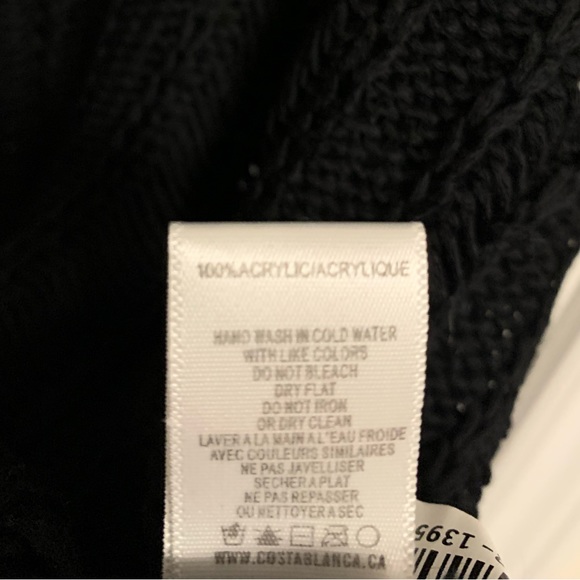 100%ACRYLIC/ACRYLIQUE
HAND WASH IN COLD WATER
WITH LIKE COLORS
DO NOT BLEACH
DRY FLAT
DO NOT IRON
OR DRY CLEAN
LAVER A LA MAIN A L'EAU FROIDE
AVEC COULEURS SIMILAIRES
NE PAS JAVELLISER
SECHER A PLAT
NE PAS REPASSER
OU NETTOYER A SEC
WWW.COSTABLANCA.CA
- 1395